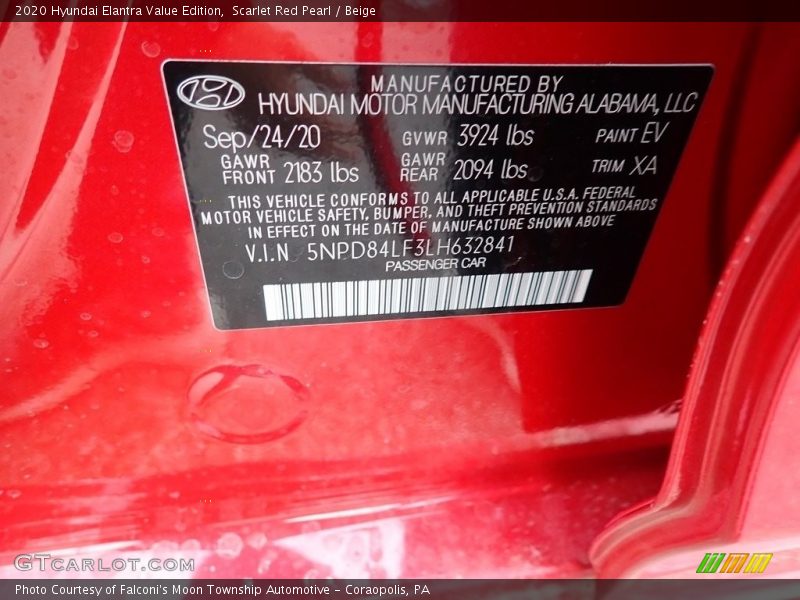 2020 Hyundai Elantra Value Edition, Scarlet Red Pearl / Beige
MANUFACTURED BY
HYUNDAI MOTOR MANUFACTURING ALABAMA, LLC
Sep/24/20 GVWR 3924 lbs PAINT EV
GAWR FRONT 2183 lbs GAWR REAR 2094 lbs TRIM XA
THIS VEHICLE CONFORMS TO ALL APPLICABLE U.S.A. FEDERAL
MOTOR VEHICLE SAFETY, BUMPER, AND THEFT PREVENTION STANDARDS
IN EFFECT ON THE DATE OF MANUFACTURE SHOWN ABOVE
V.I.N 5NPD84LF3LH632841
PASSENGER CAR
GTCARLOT.COM
Photo Courtesy of Falconi's Moon Township Automotive - Coraopolis, PA